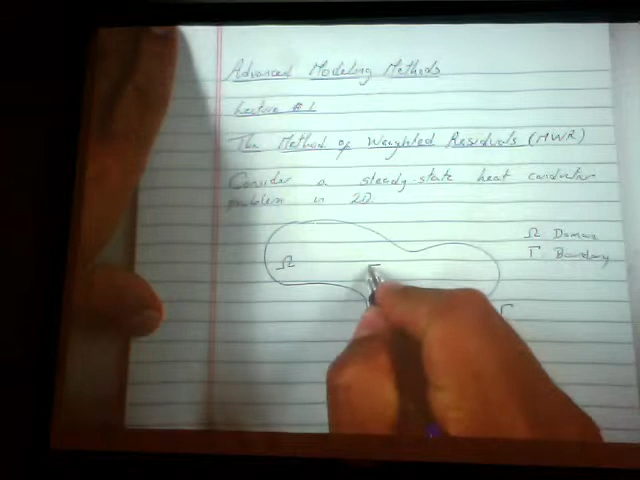 Advanced Modeling Methods
Lecture # 1
The Method of Weighted Residuals (MWR)
Consider a steady-state heat conduction
problem in 2D
Ω Domain
Γ Boundary
Ω
Γ